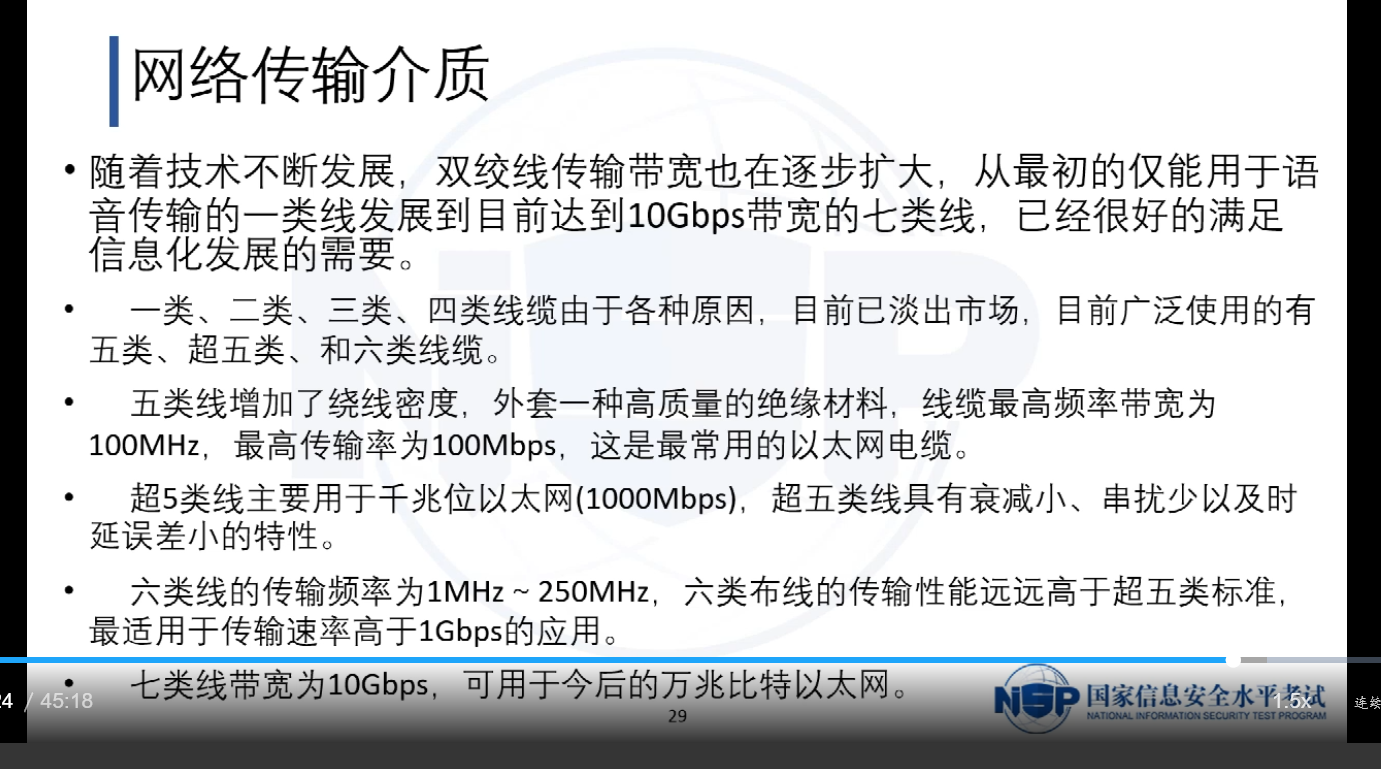 网络传输介质
• 随着技术不断发展，双绞线传输带宽也在逐步扩大，从最初的仅能用于语
音传输的一类线发展到目前达到10Gbps带宽的七类线，已经很好的满足
信息化发展的需要。
• 一类、二类、三类、四类线缆由于各种原因，目前已淡出市场，目前广泛使用的有
五类、超五类、和六类线缆。
• 五类线增加了绕线密度，外套一种高质量的绝缘材料，线缆最高频率带宽为
100MHz，最高传输率为100Mbps，这是最常用的以太网电缆。
• 超5类线主要用于千兆位以太网(1000Mbps)，超五类线具有衰减小、串扰少以及时
延误差小的特性。
• 六类线的传输频率为1MHz～250MHz，六类布线的传输性能远远高于超五类标准，
最适用于传输速率高于1Gbps的应用。
• 七类线带宽为10Gbps，可用于今后的万兆比特以太网。
NSP 国家信息安全水平考试
NATIONAL INFORMATION SECURITY TEST PROGRAM
24 / 45:18
1.5x
连续
29